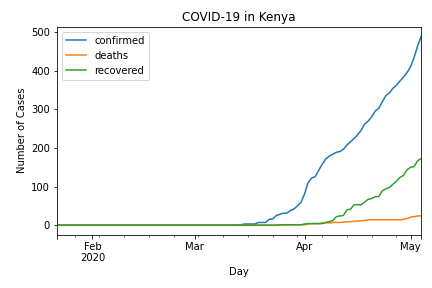 COVID-19 in Kenya
confirmed
deaths
recovered
Number of Cases
500
400
300
200
100
0
Feb
2020
Mar
Apr
May
Day